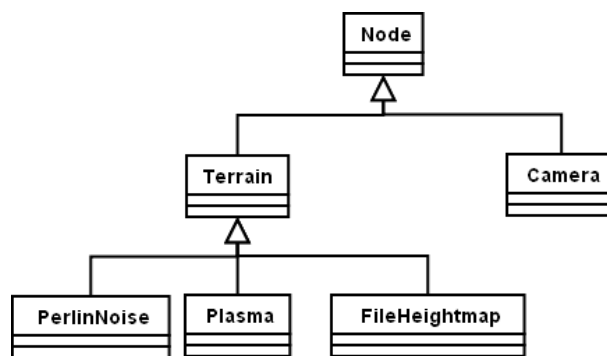 Node
Terrain
Camera
PerlinNoise
Plasma
FileHeightmap